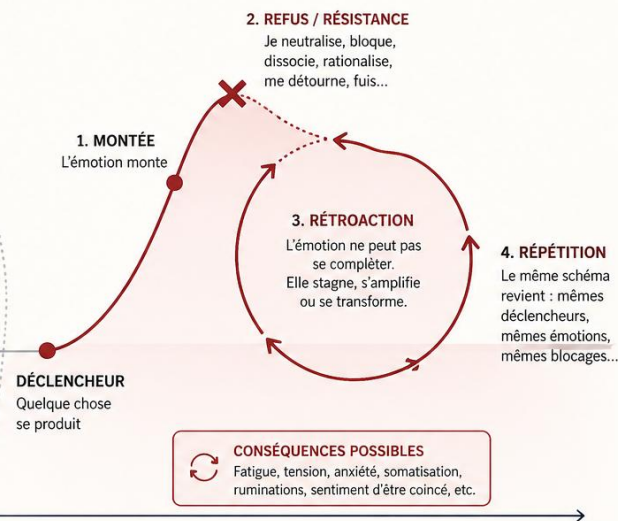 2. REFUS / RÉSISTANCE
Je neutralise, bloque,
dissocie, rationalise,
me détourne, fuis...
1. MONTÉE
L'émotion monte
3. RÉTROACTION
L'émotion ne peut pas
se complèter.
Elle stagne, s'amplifie
ou se transforme.
4. RÉPÉTITION
Le même schéma
revient : mêmes
déclencheurs,
mêmes émotions,
mêmes blocages...
DÉCLENCHEUR
Quelque chose
se produit
CONSÉQUENCES POSSIBLES
Fatigue, tension, anxiété, somatisation,
ruminations, sentiment d'être coincé, etc.